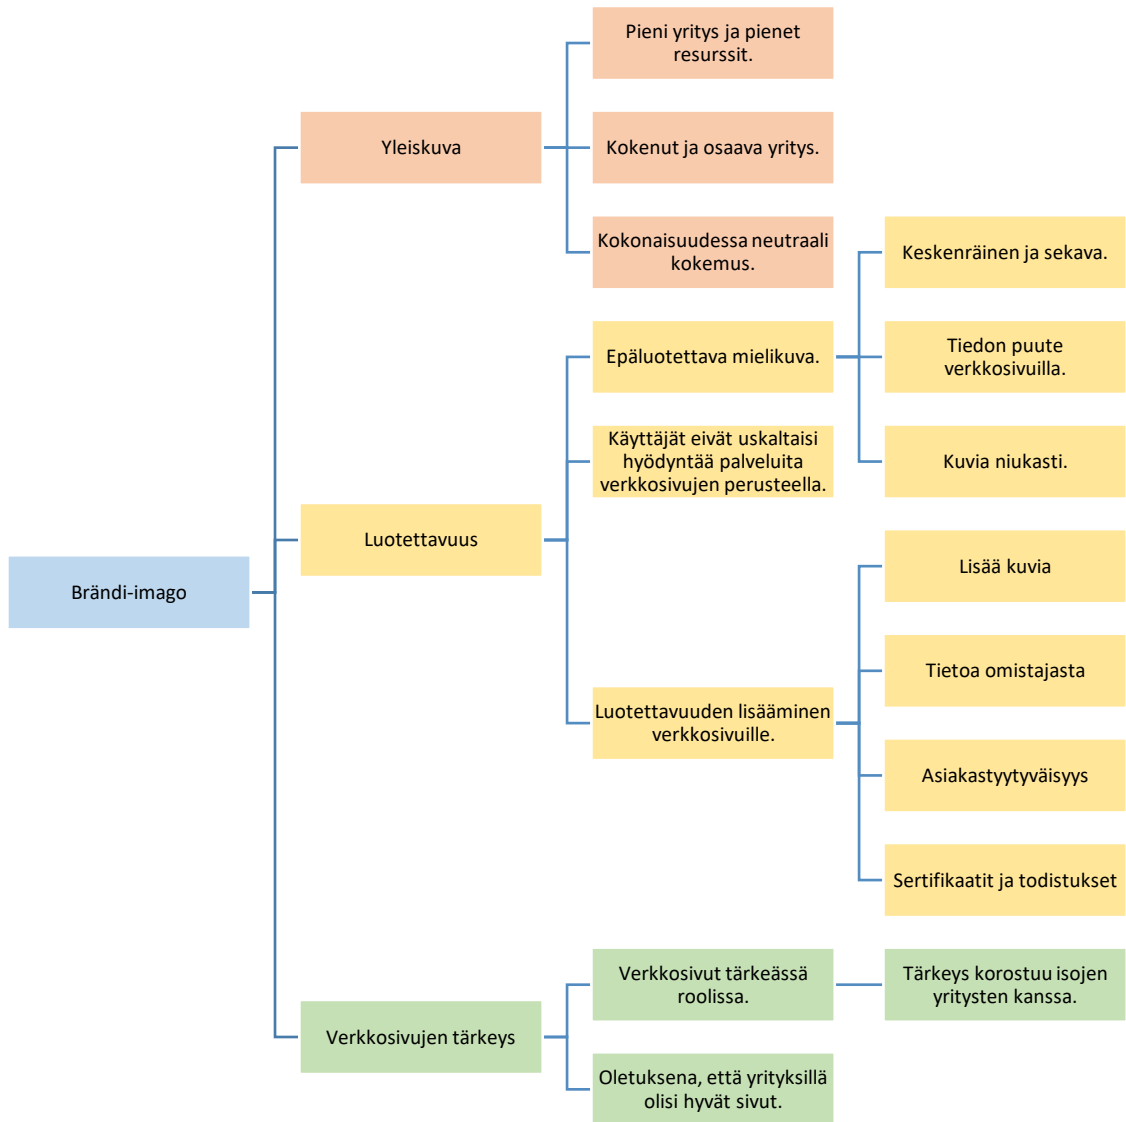 Pieni yritys ja pienet
resurssit.
Yleiskuva
Kokenut ja osaava yritys.
Kokonaisuudessa neutraali
kokemus.
Keskenräinen ja sekava.
Epäluotettava mielikuva.
Tiedon puute
verkkosivuilla.
Käyttäjät eivät uskaltaisi
hyödyntää palveluita
verkkosivujen perusteella.
Kuvia niukasti.
Luotettavuus
Brändi-imago
Lisää kuvia
Tietoa omistajasta
Luotettavuuden lisääminen
verkkosivuille.
Asiakastyytyväisyys
Sertifikaatit ja todistukset
Verkkosivut tärkeässä
roolissa.
Tärkeys korostuu isojen
yritysten kanssa.
Verkkosivujen tärkeys
Oletuksena, että yrityksillä
olisi hyvät sivut.